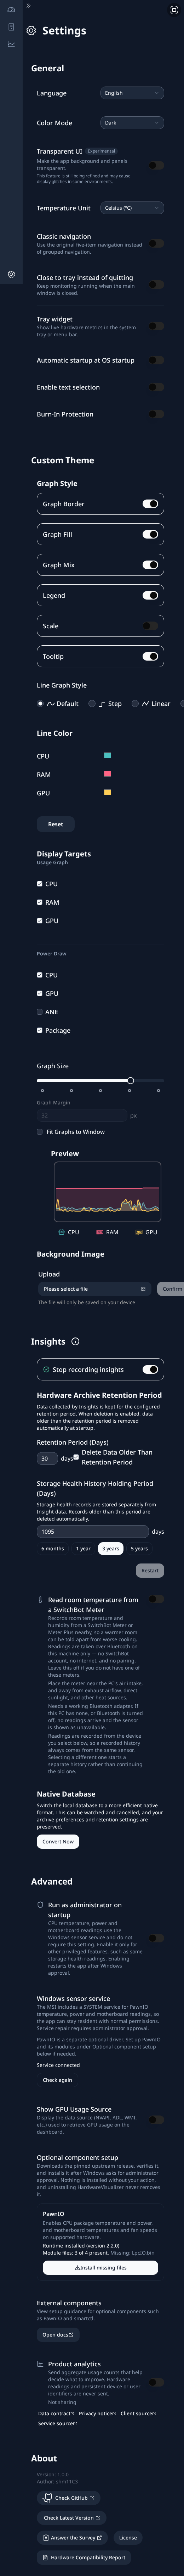 Settings
General
Language
English
Color Mode
Dark
Transparent UI
Experimental
Make the app background and panels
transparent.
This feature is still being refined and may cause
display glitches in some environments.
Temperature Unit
Celsius (°C)
Classic navigation
Use the original five-item navigation instead
of grouped navigation.
Close to tray instead of quitting
Keep monitoring running when the main
window is closed.
Tray widget
Show live hardware metrics in the system
tray or menu bar.
Automatic startup at OS startup
Enable text selection
Burn-In Protection
Custom Theme
Graph Style
Graph Border
Graph Fill
Graph Mix
Legend
Scale
Tooltip
Line Graph Style
Default
Step
Linear
Line Color
CPU
RAM
GPU
Reset
Display Targets
Usage Graph
CPU
RAM
GPU
Power Draw
CPU
GPU
ANE
Package
Graph Size
Graph Margin
px
Fit Graphs to Window
Preview
CPU
RAM
GPU
Background Image
Upload
Please select a file
Confirm
The file will only be saved on your device
Insights
Stop recording insights
Hardware Archive Retention Period
Data collected by Insights is kept for the configured
retention period. When deletion is enabled, data
older than the retention period is removed
automatically at startup.
Retention Period (Days)
30
days
Delete Data Older Than
Retention Period
Storage Health History Holding Period
(Days)
Storage health records are stored separately from
Insight data. Records older than this period are
deleted automatically.
1095
days
6 months
1 year
3 years
5 years
Restart
Read room temperature from
a SwitchBot Meter
Records room temperature and
humidity from a SwitchBot Meter or
Meter Plus nearby, so a warmer room
can be told apart from worse cooling.
Readings are taken over Bluetooth on
this machine only — no SwitchBot
account, no internet, and no pairing.
Leave this off if you do not have one of
these meters.
Place the meter near the PC's air intake,
and away from exhaust airflow, direct
sunlight, and other heat sources.
Needs a working Bluetooth adapter. If
this PC has none, or Bluetooth is turned
off, no readings arrive and the sensor
is shown as unavailable.
Readings are recorded from the device
you select below, so a recorded history
always comes from the same sensor.
Selecting a different one starts a
separate history rather than continuing
the old one.
Native Database
Switch the local database to a more efficient native
format. This can be watched and cancelled, and your
archive preferences and retention settings are
preserved.
Convert Now
Advanced
Run as administrator on
startup
CPU temperature, power, and
motherboard readings use the
Windows sensor service and do not
require this setting. Enable it only for
other privileged features, such as some
storage health readings. Enabling
restarts the app after Windows
approval.
Windows sensor service
The MSI includes a SYSTEM service for PawnIO
temperature, power, and motherboard readings, so
the app can stay resident with normal permissions.
Service repair requires administrator approval.
PawnIO is a separate optional driver. Set up PawnIO
and its modules under Optional component setup
below if needed.
Service connected
Check again
Show GPU Usage Source
Display the data source (NVAPI, ADL, WMI,
etc.) used to retrieve GPU usage on the
dashboard.
Optional component setup
Downloads the pinned upstream release, verifies it,
and installs it after Windows asks for administrator
approval. Nothing is installed without your action,
and uninstalling HardwareVisualizer never removes
it.
PawnIO
Enables CPU package temperature and power,
and motherboard temperatures and fan speeds
on supported hardware.
Runtime installed (version 2.2.0)
Module files: 3 of 4 present. Missing: LpcIO.bin
Install missing files
External components
View setup guidance for optional components such
as PawnIO and smartctl.
Open docs
Product analytics
Send aggregate usage counts that help
decide what to improve. Hardware
readings and persistent device or user
identifiers are never sent.
Not sharing
Data contract
Privacy notice
Client source
Service source
About
Version: 1.0.0
Author: shm11C3
Check GitHub
Check Latest Version
Answer the Survey
License
Hardware Compatibility Report